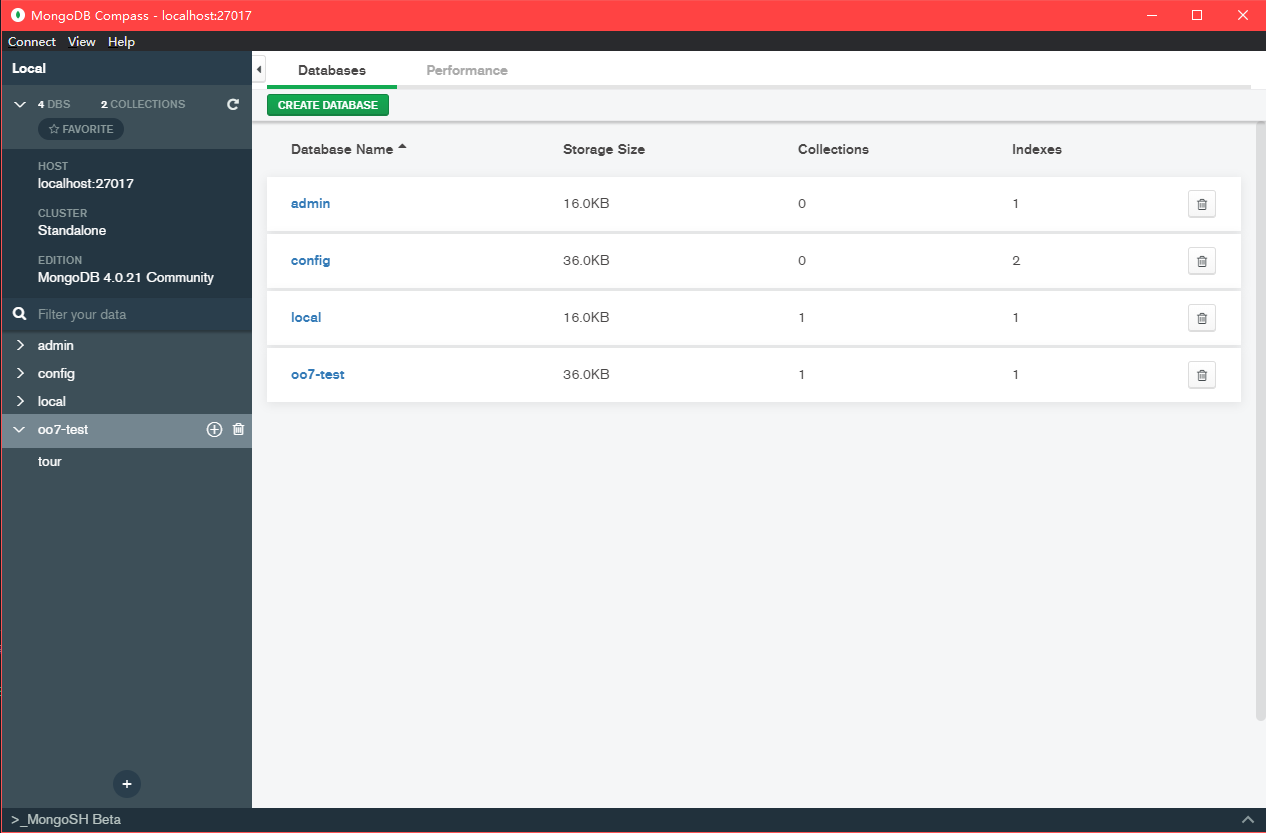 MongoDB Compass - localhost:27017
Connect View Help
Local
4 DBS 2 COLLECTIONS
FAVORITE
HOST
localhost:27017
CLUSTER
Standalone
EDITION
MongoDB 4.0.21 Community
Filter your data
admin
config
local
oo7-test
tour
Databases Performance
CREATE DATABASE
Database Name Storage Size Collections Indexes
admin 16.0KB 0 1
config 36.0KB 0 2
local 16.0KB 1 1
oo7-test 36.0KB 1 1
>_MongoSH Beta